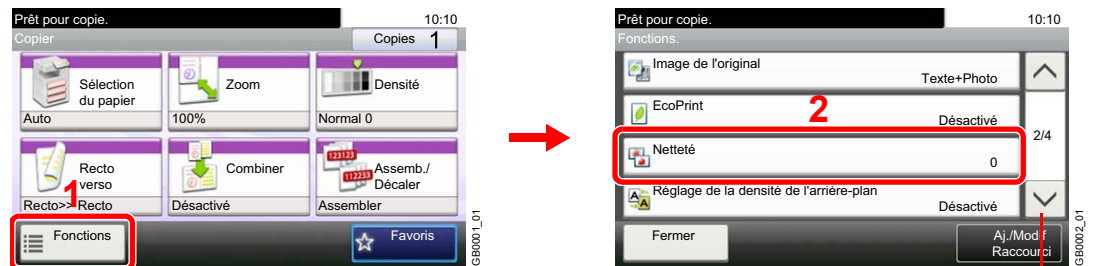 Prêt pour copie.
10:10
Copier
Copies 1
Sélection
du papier
Auto
Zoom
100%
Densité
Normal 0
Recto
verso
Recto>> Recto
Combiner
Désactivé
123123
112233
Assemb./
Décaler
Assembler
1
Fonctions
Favoris
GB0001_01
Prêt pour copie.
10:10
Fonctions.
Image de l'original
Texte+Photo
EcoPrint
Désactivé
2
Netteté
0
2/4
Réglage de la densité de l'arrière-plan
Désactivé
Fermer
Aj./Modif
Raccourci
GB0002_01